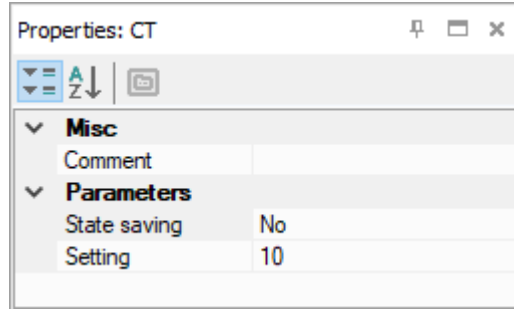 Properties: CT
A
Z
Misc
Comment
Parameters
State saving No
Setting 10